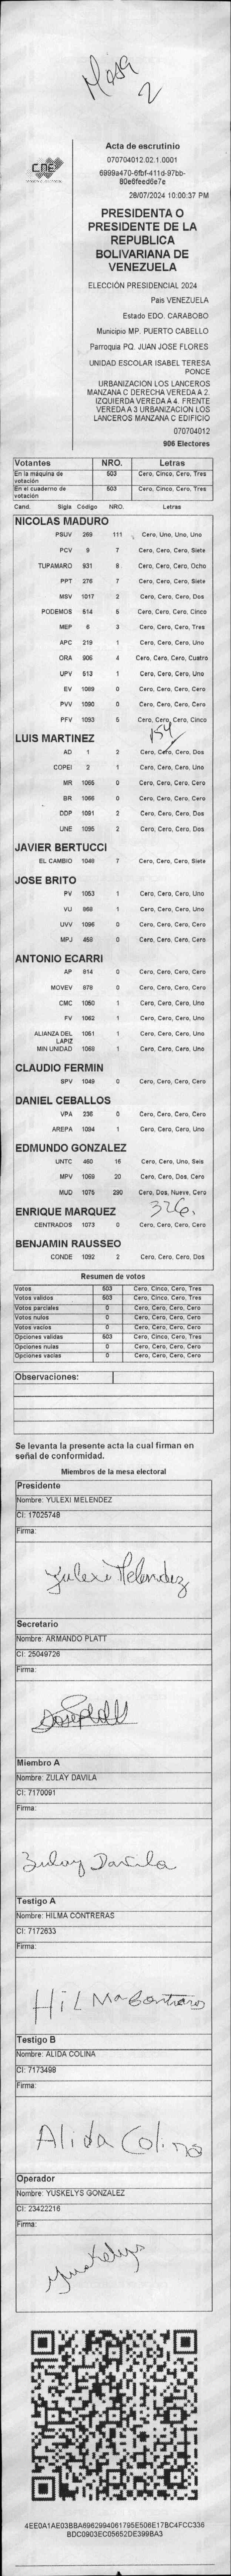 Mesa
2
CNE
Acta de escrutinio
070704012.02.1.0001
6999a470-6fbf-411d-97bb-
80e6feed6e7e
28/07/2024 10:00:37 PM
PRESIDENTA O
PRESIDENTE DE LA
REPUBLICA
BOLIVARIANA DE
VENEZUELA
ELECCIÓN PRESIDENCIAL 2024
Pais VENEZUELA
Estado EDO. CARABOBO
Municipio MP. PUERTO CABELLO
Parroquia PQ. JUAN JOSE FLORES
UNIDAD ESCOLAR ISABEL TERESA
PONCE
URBANIZACION LOS LANCEROS
MANZANA C DERECHA VEREDA A 2.
IZQUIERDA VEREDA A 4. FRENTE
VEREDA A 3 URBANIZACION LOS
LANCEROS MANZANA C EDIFICIO
070704012
906 Electores
Votantes NRO. Letras
En la máquina de votación 503 Cero, Cinco, Cero, Tres
En el cuaderno de votación 503 Cero, Cinco, Cero, Tres
Cand. Sigla Código NRO. Letras
NICOLAS MADURO
PSUV 269 111 Cero, Uno, Uno, Uno
PCV 9 7 Cero, Cero, Cero, Siete
TUPAMARO 931 8 Cero, Cero, Cero, Ocho
PPT 276 7 Cero, Cero, Cero, Siete
MSV 1017 2 Cero, Cero, Cero, Dos
PODEMOS 514 5 Cero, Cero, Cero, Cinco
MEP 6 3 Cero, Cero, Cero, Tres
APC 219 1 Cero, Cero, Cero, Uno
ORA 906 4 Cero, Cero, Cero, Cuatro
UPV 513 1 Cero, Cero, Cero, Uno
EV 1089 0 Cero, Cero, Cero, Cero
PVV 1090 0 Cero, Cero, Cero, Cero
PFV 1093 5 Cero, Cero, Cero, Cinco
154
LUIS MARTINEZ
AD 1 2 Cero, Cero, Cero, Dos
COPEI 2 1 Cero, Cero, Cero, Uno
MR 1065 0 Cero, Cero, Cero, Cero
BR 1066 0 Cero, Cero, Cero, Cero
DDP 1091 2 Cero, Cero, Cero, Dos
UNE 1095 2 Cero, Cero, Cero, Dos
JAVIER BERTUCCI
EL CAMBIO 1048 7 Cero, Cero, Cero, Siete
JOSE BRITO
PV 1053 1 Cero, Cero, Cero, Uno
VU 969 1 Cero, Cero, Cero, Uno
UVV 1096 0 Cero, Cero, Cero, Cero
MPJ 458 0 Cero, Cero, Cero, Cero
ANTONIO ECARRI
AP 814 0 Cero, Cero, Cero, Cero
MOVEV 878 0 Cero, Cero, Cero, Cero
CMC 1050 1 Cero, Cero, Cero, Uno
FV 1062 1 Cero, Cero, Cero, Uno
ALIANZA DEL LAPIZ 1051 1 Cero, Cero, Cero, Uno
MIN UNIDAD 1068 1 Cero, Cero, Cero, Uno
CLAUDIO FERMIN
SPV 1049 0 Cero, Cero, Cero, Cero
DANIEL CEBALLOS
VPA 236 0 Cero, Cero, Cero, Cero
AREPA 1094 1 Cero, Cero, Cero, Uno
EDMUNDO GONZALEZ
UNTC 460 16 Cero, Cero, Uno, Seis
MPV 1069 20 Cero, Cero, Dos, Cero
MUD 1075 290 Cero, Dos, Nueve, Cero
326.
ENRIQUE MARQUEZ
CENTRADOS 1073 0 Cero, Cero, Cero, Cero
BENJAMIN RAUSSEO
CONDE 1092 2 Cero, Cero, Cero, Dos
Resumen de votos
Votos 503 Cero, Cinco, Cero, Tres
Votos validos 503 Cero, Cinco, Cero, Tres
Votos parciales 0 Cero, Cero, Cero, Cero
Votos nulos 0 Cero, Cero, Cero, Cero
Votos vacios 0 Cero, Cero, Cero, Cero
Opciones validas 503 Cero, Cinco, Cero, Tres
Opciones nulas 0 Cero, Cero, Cero, Cero
Opciones vacias 0 Cero, Cero, Cero, Cero
Observaciones:
Se levanta la presente acta la cual firman en
señal de conformidad.
Miembros de la mesa electoral
Presidente
Nombre: YULEXI MELENDEZ
CI: 17025748
Firma:
Yulexi Melendez
Secretario
Nombre: ARMANDO PLATT
CI: 25049726
Firma:
Miembro A
Nombre: ZULAY DAVILA
CI: 7170091
Firma:
Zulay Davila
Testigo A
Nombre: HILMA CONTRERAS
CI: 7172633
Firma:
HiLMa Contreras
Testigo B
Nombre: ALIDA COLINA
CI: 7173498
Firma:
Alida Colina
Operador
Nombre: YUSKELYS GONZALEZ
CI: 23422216
Firma:
Yuskelys
4EE0A1AE03BBA6962994061795E506E17BC4FCC336
BDC0903EC05652DE399BA3